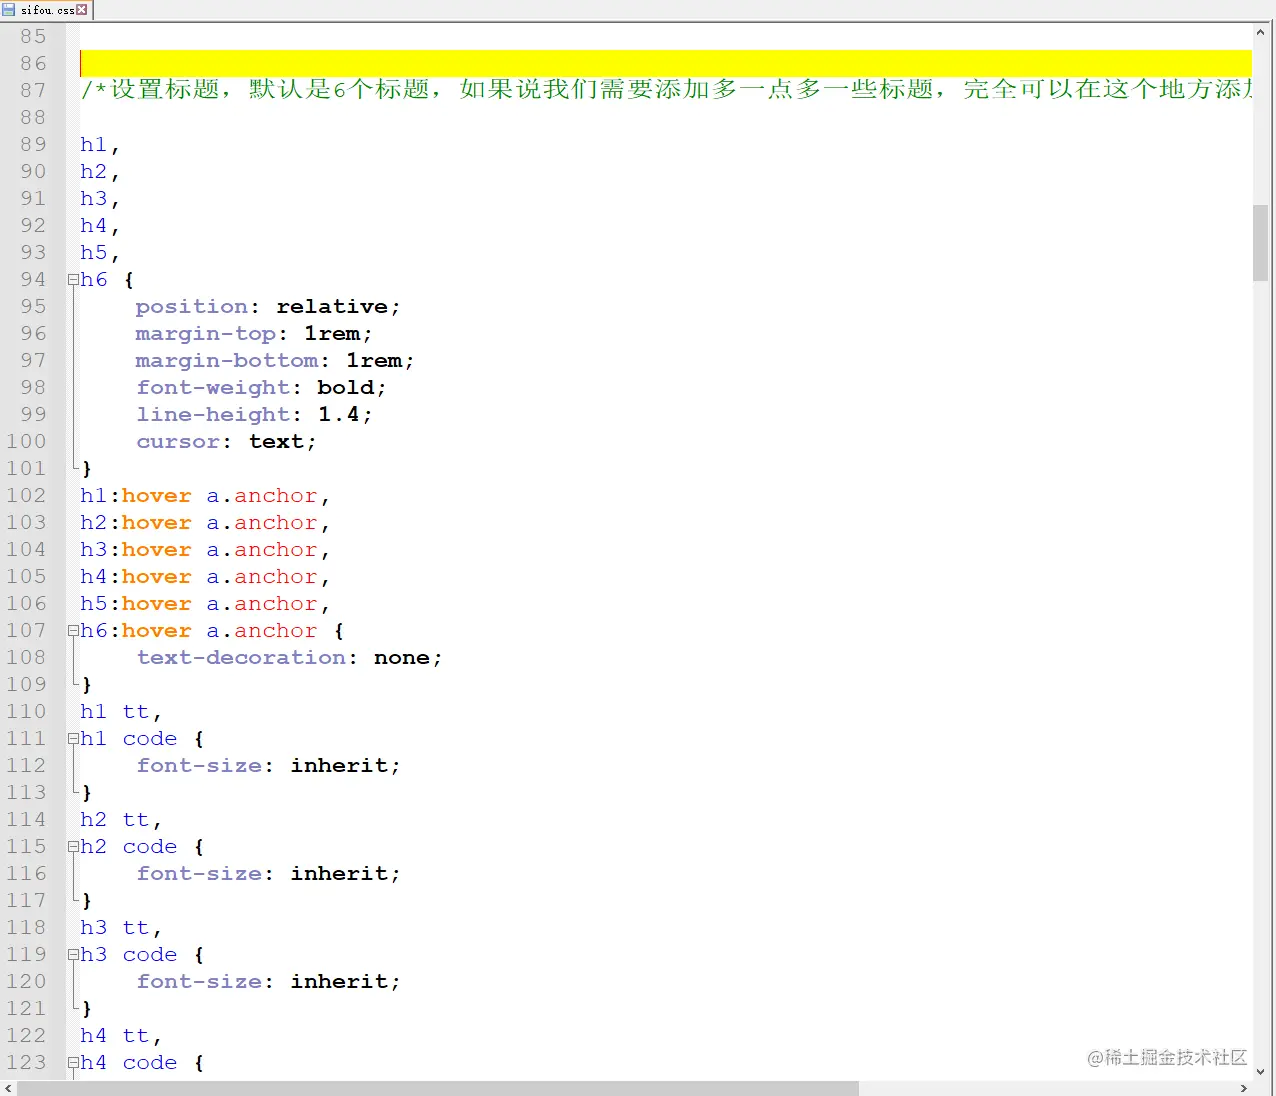 sifou.css
85
86
87 /*设置标题，默认是6个标题，如果说我们需要添加多一点多一些标题，完全可以在这个地方添加
88
89 h1,
90 h2,
91 h3,
92 h4,
93 h5,
94 h6 {
95 position: relative;
96 margin-top: 1rem;
97 margin-bottom: 1rem;
98 font-weight: bold;
99 line-height: 1.4;
100 cursor: text;
101 }
102 h1:hover a.anchor,
103 h2:hover a.anchor,
104 h3:hover a.anchor,
105 h4:hover a.anchor,
106 h5:hover a.anchor,
107 h6:hover a.anchor {
108 text-decoration: none;
109 }
110 h1 tt,
111 h1 code {
112 font-size: inherit;
113 }
114 h2 tt,
115 h2 code {
116 font-size: inherit;
117 }
118 h3 tt,
119 h3 code {
120 font-size: inherit;
121 }
122 h4 tt,
123 h4 code {
@稀土掘金技术社区